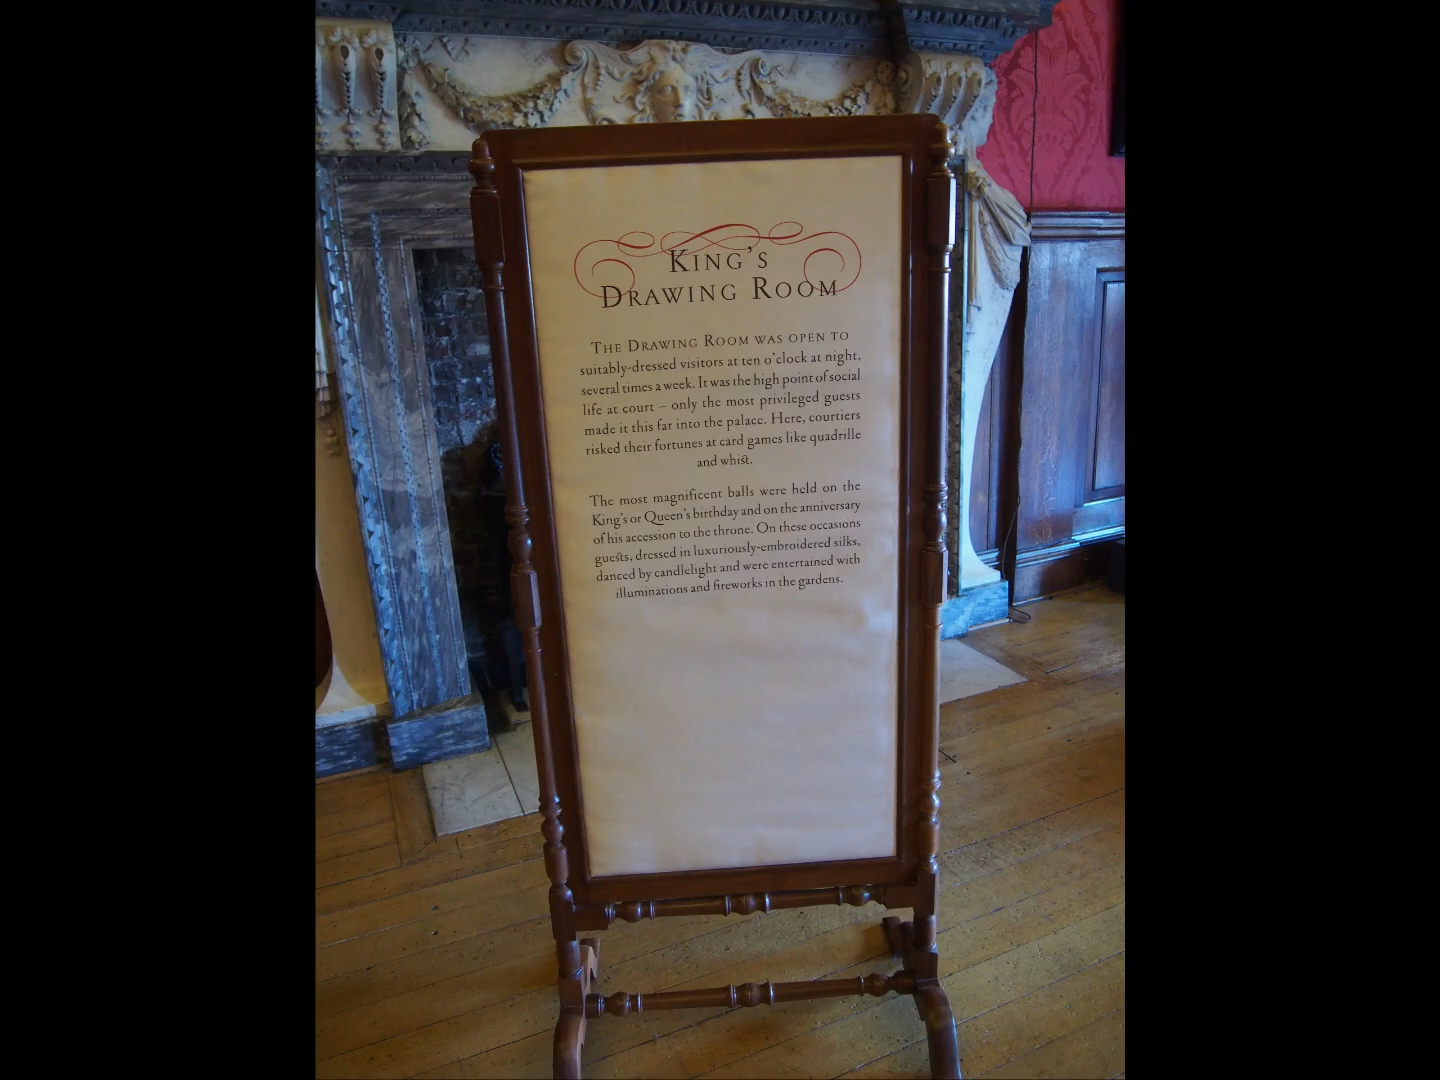 KING'S
DRAWING ROOM
THE DRAWING ROOM WAS OPEN TO
suitably-dressed visitors at ten o'clock at night,
several times a week. It was the high point of social
life at court – only the most privileged guests
made it this far into the palace. Here, courtiers
risked their fortunes at card games like quadrille
and whist.
The most magnificent balls were held on the
King's or Queen's birthday and on the anniversary
of his accession to the throne. On these occasions
guests, dressed in luxuriously-embroidered silks,
danced by candlelight and were entertained with
illuminations and fireworks in the gardens.